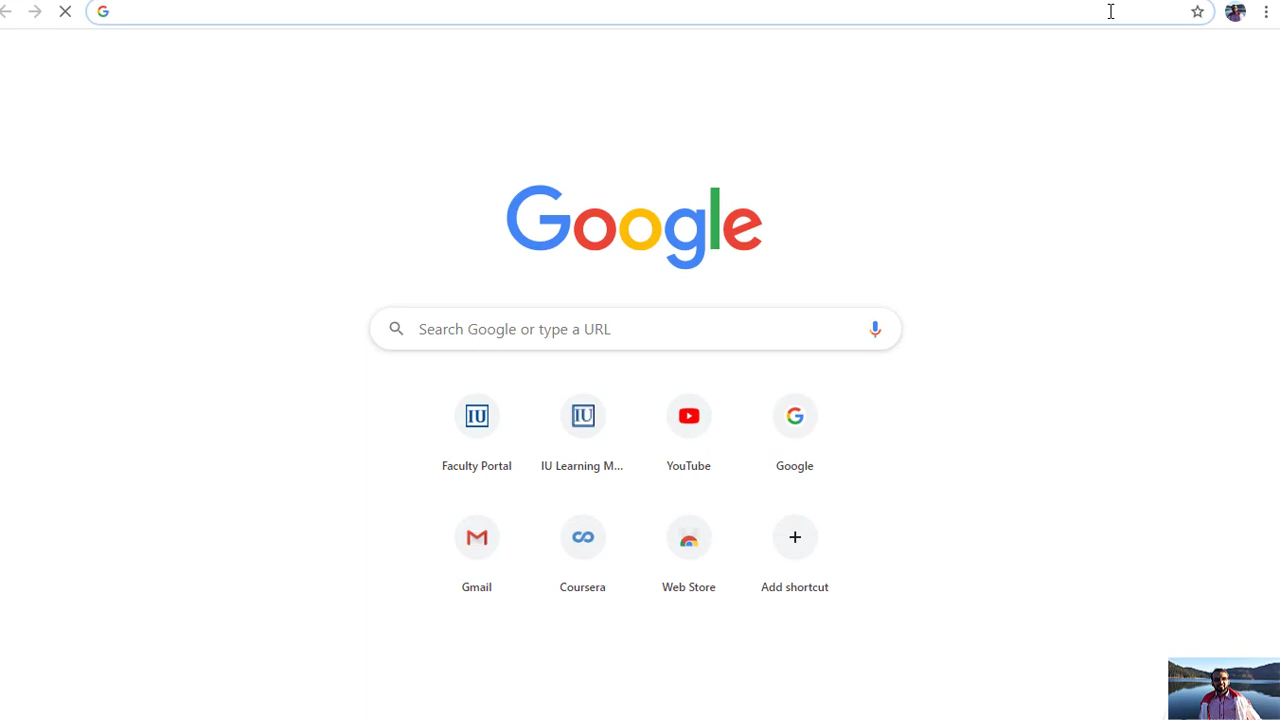 Google
Search Google or type a URL
IU
IU
Faculty Portal
IU Learning M...
YouTube
Google
Gmail
Coursera
Web Store
Add shortcut